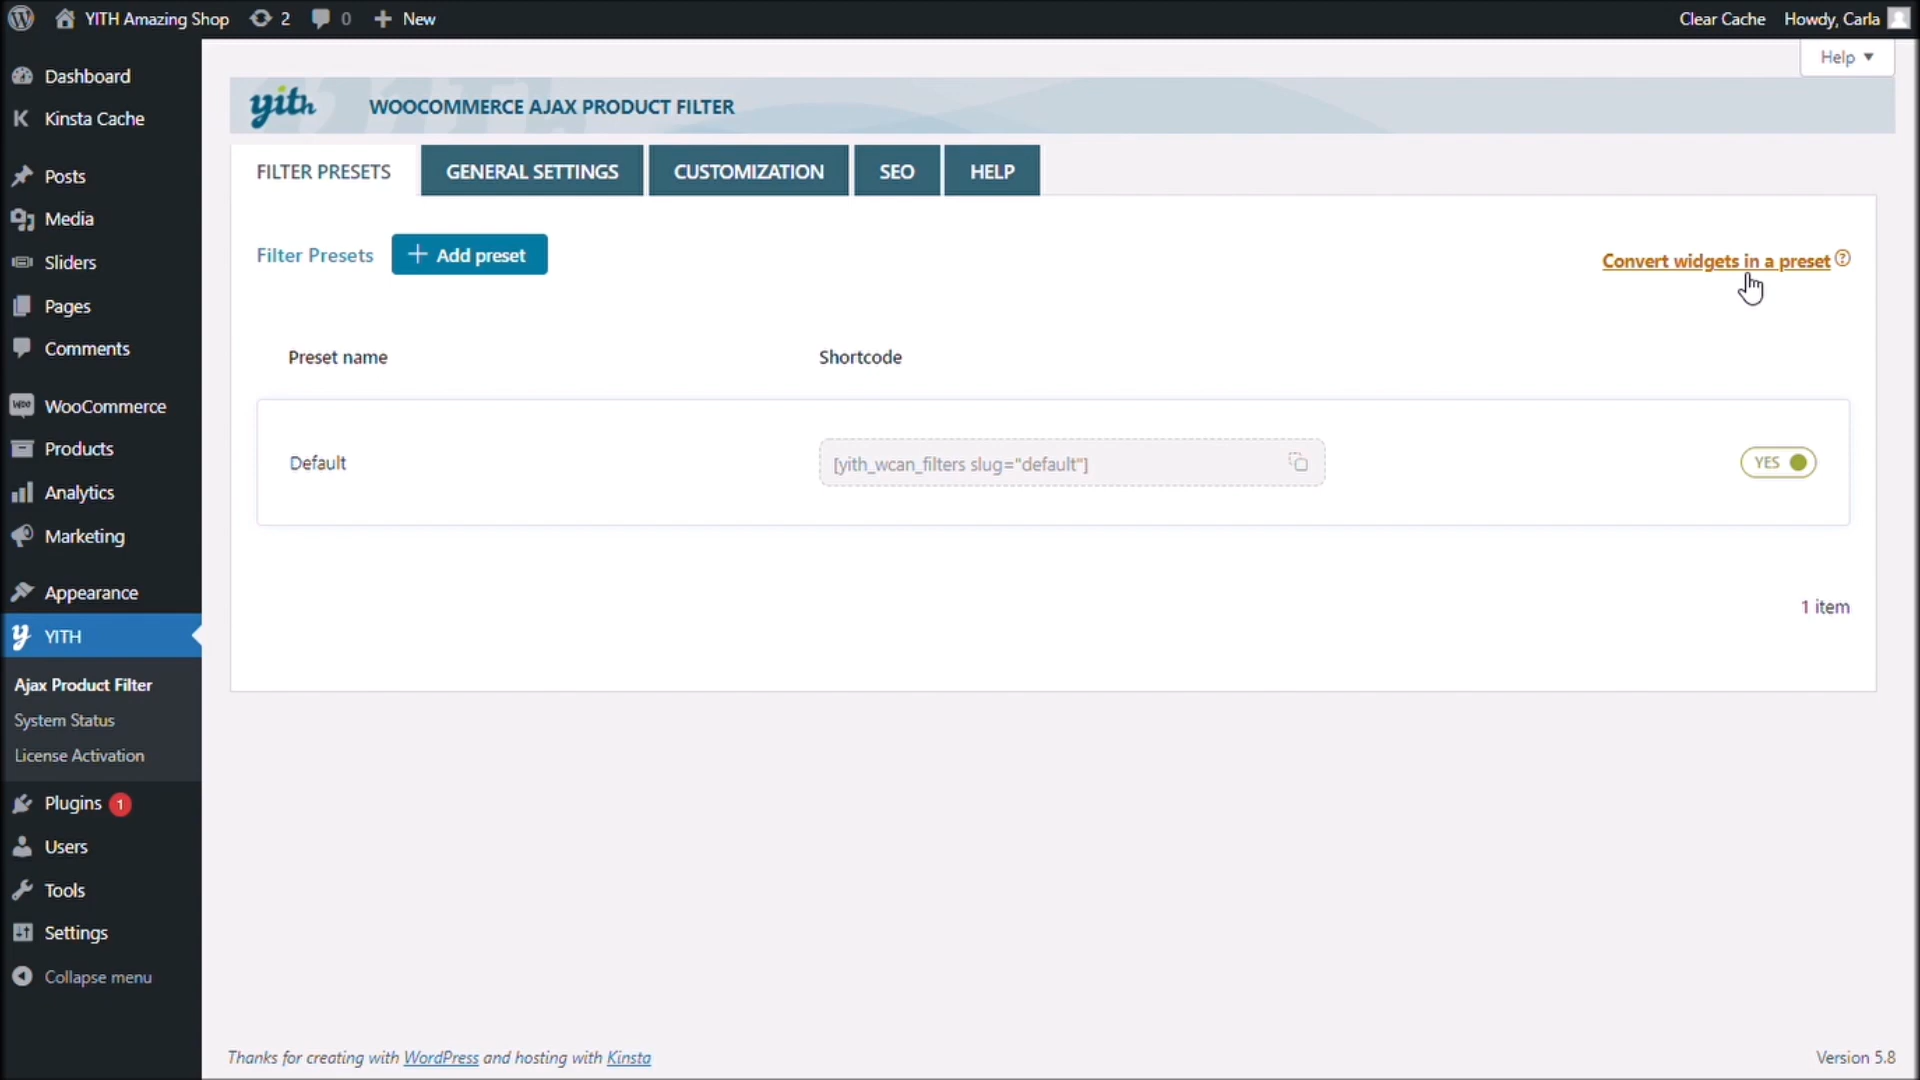 YITH Amazing Shop 2 0 New Clear Cache Howdy, Carla
Help
Dashboard
Kinsta Cache
Posts
Media
Sliders
Pages
Comments
WooCommerce
Products
Analytics
Marketing
Appearance
YITH
Ajax Product Filter
System Status
License Activation
Plugins 1
Users
Tools
Settings
Collapse menu
yith WOOCOMMERCE AJAX PRODUCT FILTER
FILTER PRESETS GENERAL SETTINGS CUSTOMIZATION SEO HELP
Filter Presets + Add preset Convert widgets in a preset ?
Preset name Shortcode
Default [yith_wcan_filters slug="default"] YES
1 item
Thanks for creating with WordPress and hosting with Kinsta Version 5.8